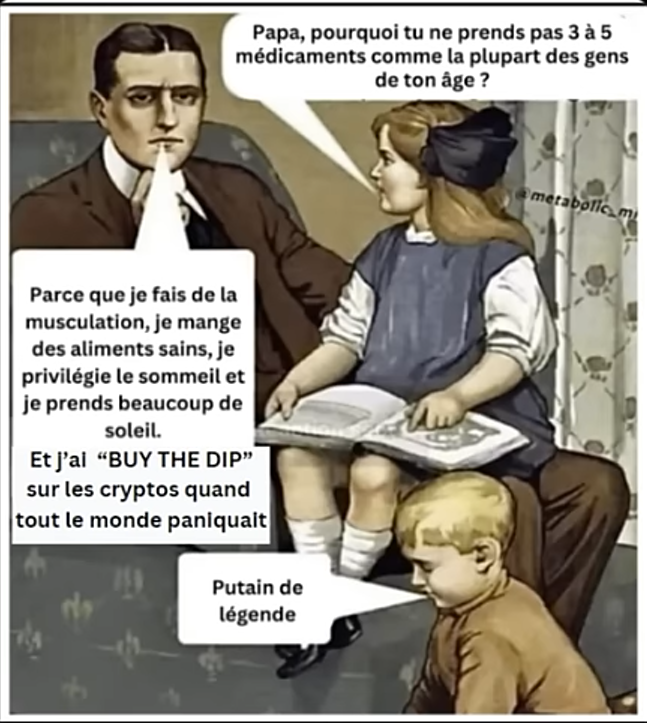 Papa, pourquoi tu ne prends pas 3 à 5
médicaments comme la plupart des gens
de ton âge ?
@metabolic_m
Parce que je fais de la
musculation, je mange
des aliments sains, je
privilégie le sommeil et
je prends beaucoup de
soleil.
Et j’ai “BUY THE DIP”
sur les cryptos quand
tout le monde paniquait
Putain de
légende